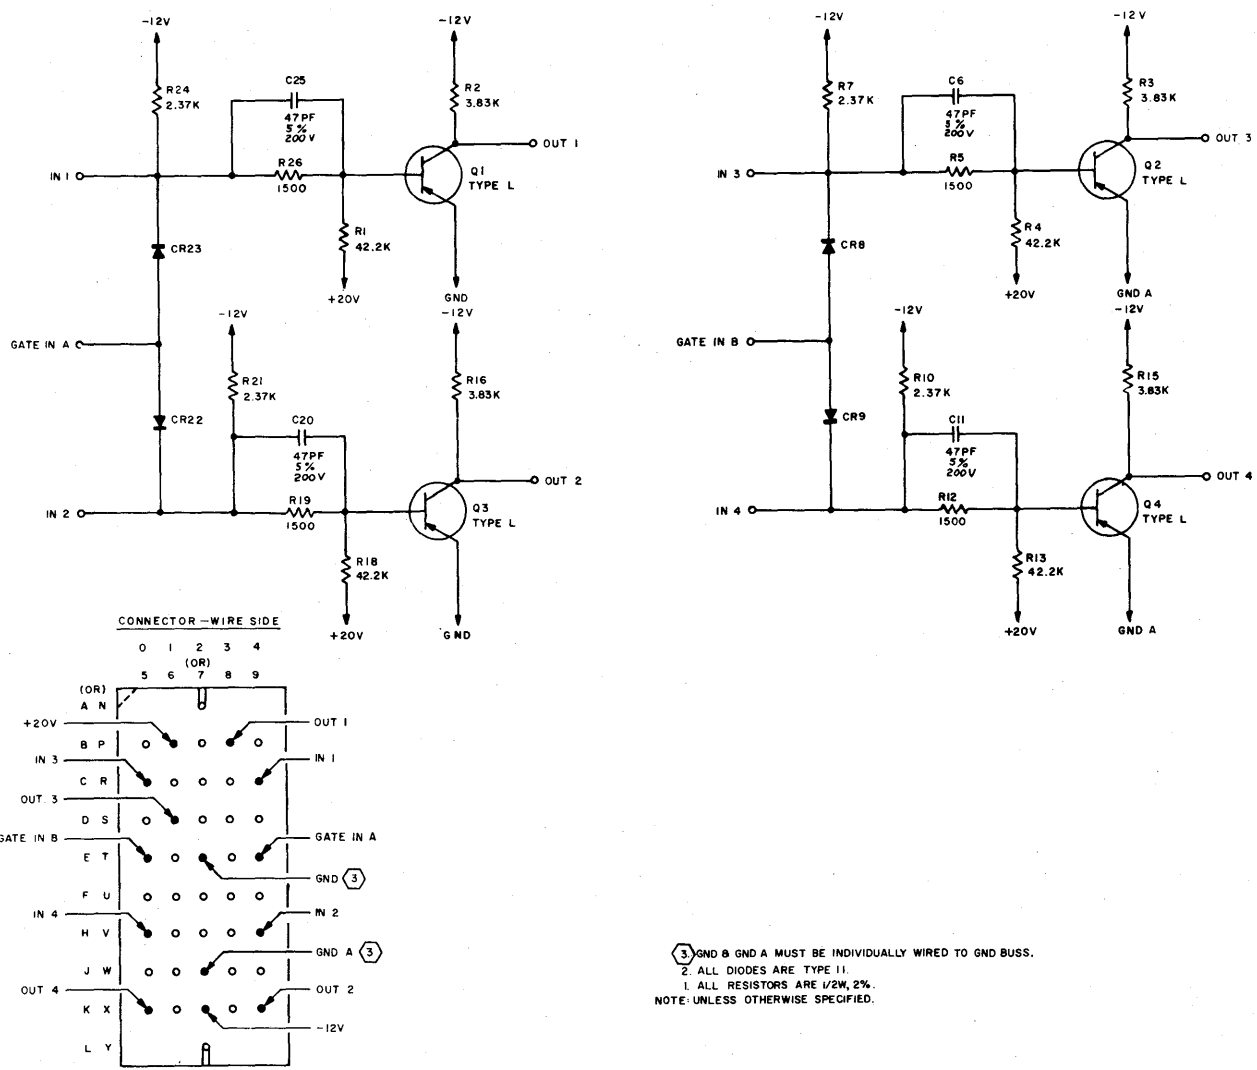 -12V
R24
2.37K
C25
47PF
5%
200V
R26
1500
IN 1
-12V
R2
3.83K
OUT 1
Q1
TYPE L
R1
42.2K
+20V
GND
CR23
GATE IN A
CR22
-12V
R21
2.37K
C20
47PF
5%
200V
R19
1500
IN 2
-12V
R16
3.83K
OUT 2
Q3
TYPE L
R18
42.2K
+20V
GND
-12V
R7
2.37K
C6
47PF
5%
200V
R5
1500
IN 3
-12V
R3
3.83K
OUT 3
Q2
TYPE L
R4
42.2K
+20V
GND A
CR8
GATE IN B
CR9
-12V
R10
2.37K
C11
47PF
5%
200V
R12
1500
IN 4
-12V
R15
3.83K
OUT 4
Q4
TYPE L
R13
42.2K
+20V
GND A
CONNECTOR-WIRE SIDE
0 1 2 3 4
(OR)
5 6 7 8 9
(OR)
A N
+20V
OUT 1
B P
IN 3
IN 1
C R
OUT 3
D S
GATE IN B
GATE IN A
E T
GND 3
F U
IN 4
IN 2
H V
GND A 3
J W
OUT 4
OUT 2
K X
-12V
L Y
3. GND & GND A MUST BE INDIVIDUALLY WIRED TO GND BUSS.
2. ALL DIODES ARE TYPE 11.
1. ALL RESISTORS ARE 1/2W, 2%.
NOTE: UNLESS OTHERWISE SPECIFIED.